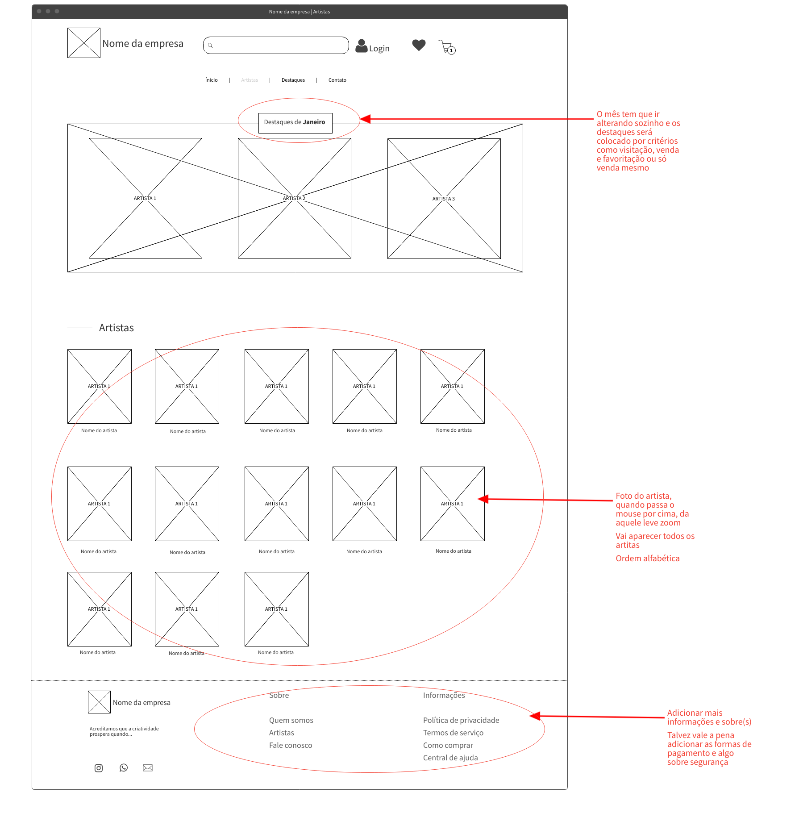 Nome da empresa | Artistas
Nome da empresa
Login
1
Início | Artistas | Destaques | Contato
Destaques de Janeiro
O mês tem que ir
alterando sozinho e os
destaques será
colocado por critérios
como visitação, venda
e favoritação ou só
venda mesmo
ARTISTA 1
ARTISTA 2
ARTISTA 3
Artistas
ARTISTA 1 ARTISTA 1 ARTISTA 1 ARTISTA 1 ARTISTA 1
Nome do artista Nome do artista Nome do artista Nome do artista Nome do artista
ARTISTA 1 ARTISTA 1 ARTISTA 1 ARTISTA 1 ARTISTA 1
Nome do artista Nome do artista Nome do artista Nome do artista Nome do artista
Foto do artista,
quando passa o
mouse por cima, da
aquele leve zoom
Vai aparecer todos os
artitas
Ordem alfabética
ARTISTA 1 ARTISTA 1 ARTISTA 1
Nome do artista Nome do artista Nome do artista
Nome da empresa
Acreditamos que a criatividade
prospera quando...
Sobre
Quem somos
Artistas
Fale conosco
Informações
Política de privacidade
Termos de serviço
Como comprar
Central de ajuda
Adicionar mais
informações e sobre(s)
Talvez vale a pena
adicionar as formas de
pagamento e algo
sobre segurança